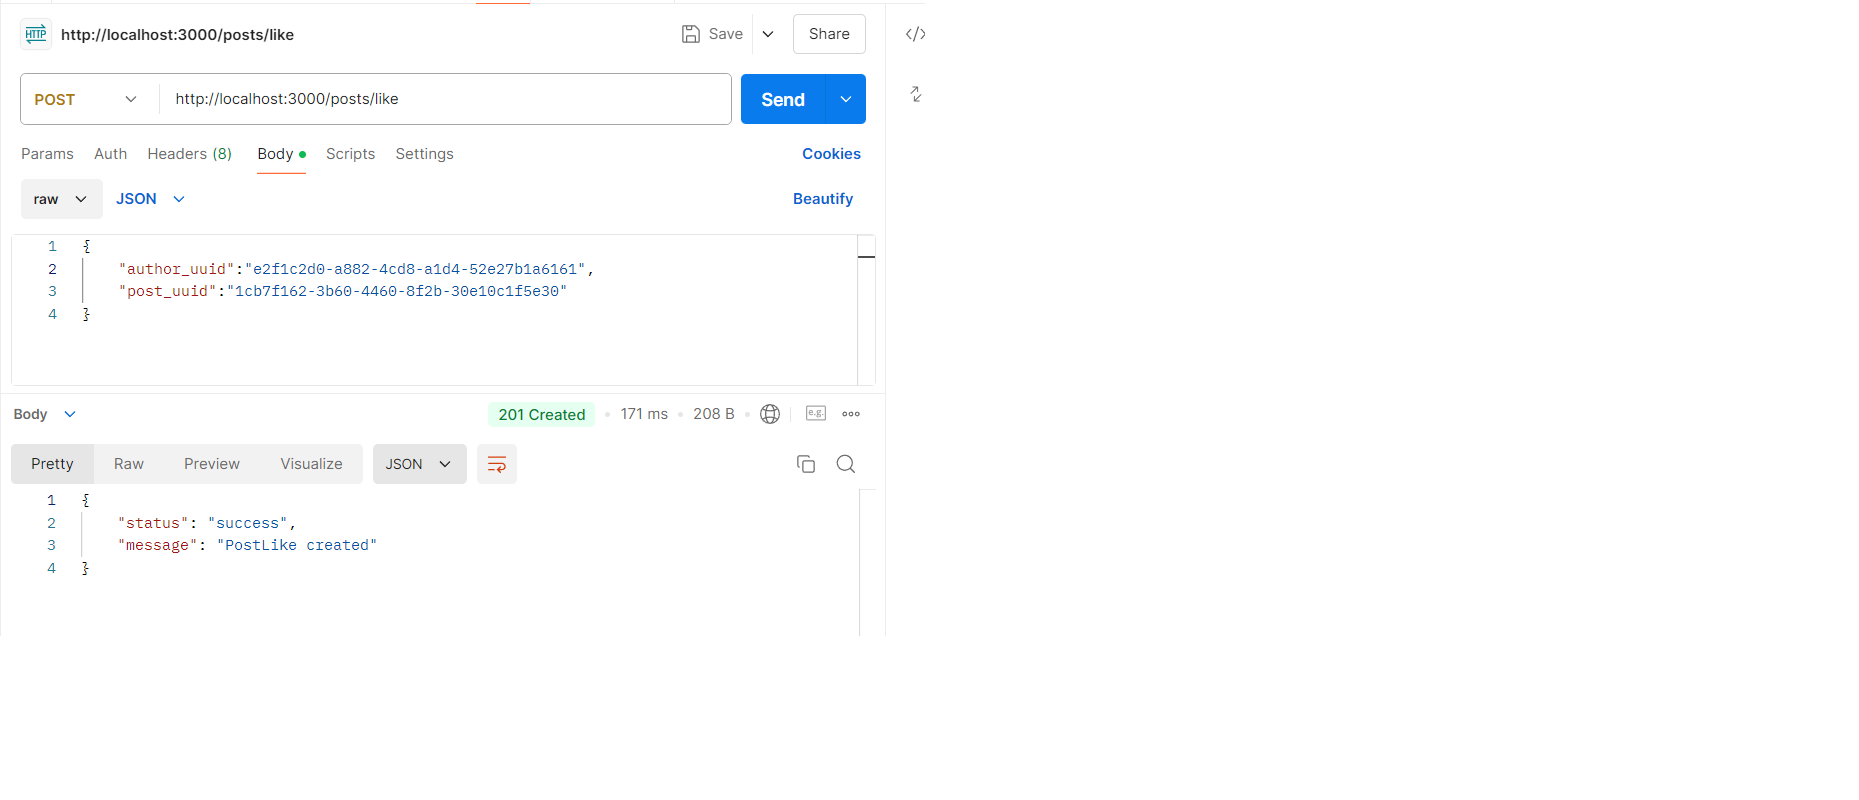 HTTP http://localhost:3000/posts/like Save Share </>
POST http://localhost:3000/posts/like Send
Params Auth Headers (8) Body Scripts Settings Cookies
raw JSON Beautify
1 {
2 "author_uuid":"e2f1c2d0-a882-4cd8-a1d4-52e27b1a6161",
3 "post_uuid":"1cb7f162-3b60-4460-8f2b-30e10c1f5e30"
4 }
Body 201 Created • 171 ms • 208 B • e.g.
Pretty Raw Preview Visualize JSON
1 {
2 "status": "success",
3 "message": "PostLike created"
4 }